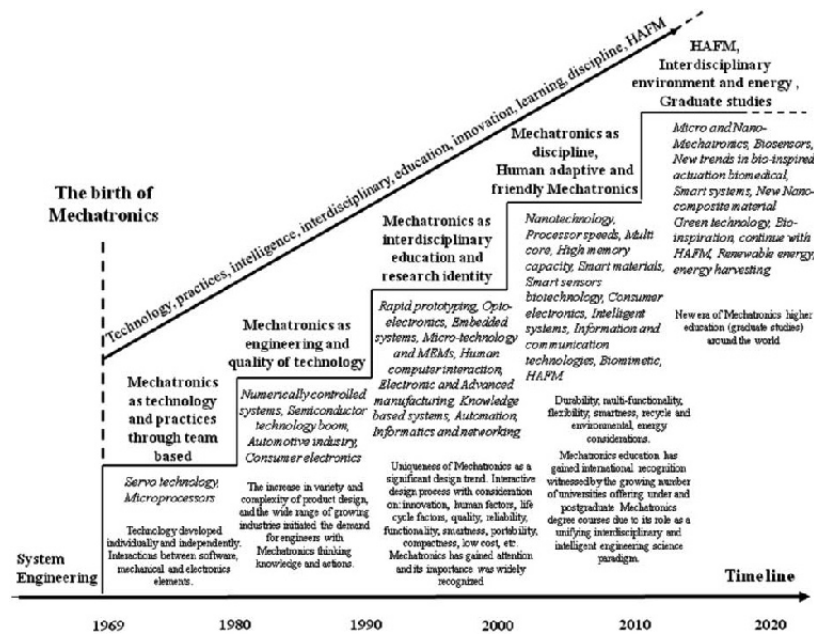 Technology, practices, intelligence, interdisciplinary, education, innovation, learning, discipline, HAFM
The birth of
Mechatronics
System
Engineering
Mechatronics
as technology
and practices
through team
based
Servo technology,
Microprocessors
Technology developed
individually and independently.
Interactions between software,
mechanical and electronics
elements.
Mechatronics as
engineering and
quality of technology
Numerically controlled
systems, Semiconductor
technology boom,
Automotive industry,
Consumer electronics
The increase in variety and
complexity of product design,
and the wide range of
growing industries initiated the demand
for engineers with
Mechatronics thinking
knowledge and actions.
Mechatronics as
interdisciplinary
education and
research identity
Rapid prototyping, Opto-
electronics, Embedded
systems, Micro-technology
and MEMs, Human
computer interaction,
Electronic and Advanced
manufacturing, Knowledge
based systems, Automation,
Informatics and networking
Uniqueness of Mechatronics as a
significant design trend. Interactive
design process with consideration
on: innovation, human factors, life
cycle factors, quality, reliability,
functionality, smartness, portability,
compactness, low cost, etc.
Mechatronics has gained attention
and its importance was widely
recognized
Mechatronics as
discipline,
Human adaptive and
friendly Mechatronics
Nanotechnology,
Processor speeds, Multi
core, High memory
capacity, Smart materials,
Smart sensors
biotechnology, Consumer
electronics, Intelligent
systems, Information and
communication
technologies, Biomimetic,
HAFM
Durability, multi-functionality,
flexibility, smartness, recycle and
environmental, energy
considerations.
Mechatronics education has
gained international recognition
witnessed by the growing number
of universities offering under and
postgraduate Mechatronics
degree courses due to its role as a
unifying interdisciplinary and
intelligent engineering science
paradigm.
HAFM,
Interdisciplinary
environment and energy ,
Graduate studies
Micro and Nano-
Mechatronics, Biosensors,
New trends in bio-inspired
actuation biomedical,
Smart systems, New Nano-
composite material
Green technology, Bio-
inspiration, continue with
HAFM, Renewable energy,
energy harvesting
New era of Mechatronics higher
education (graduate studies)
around the world
Time line
1969 1980 1990 2000 2010 2020